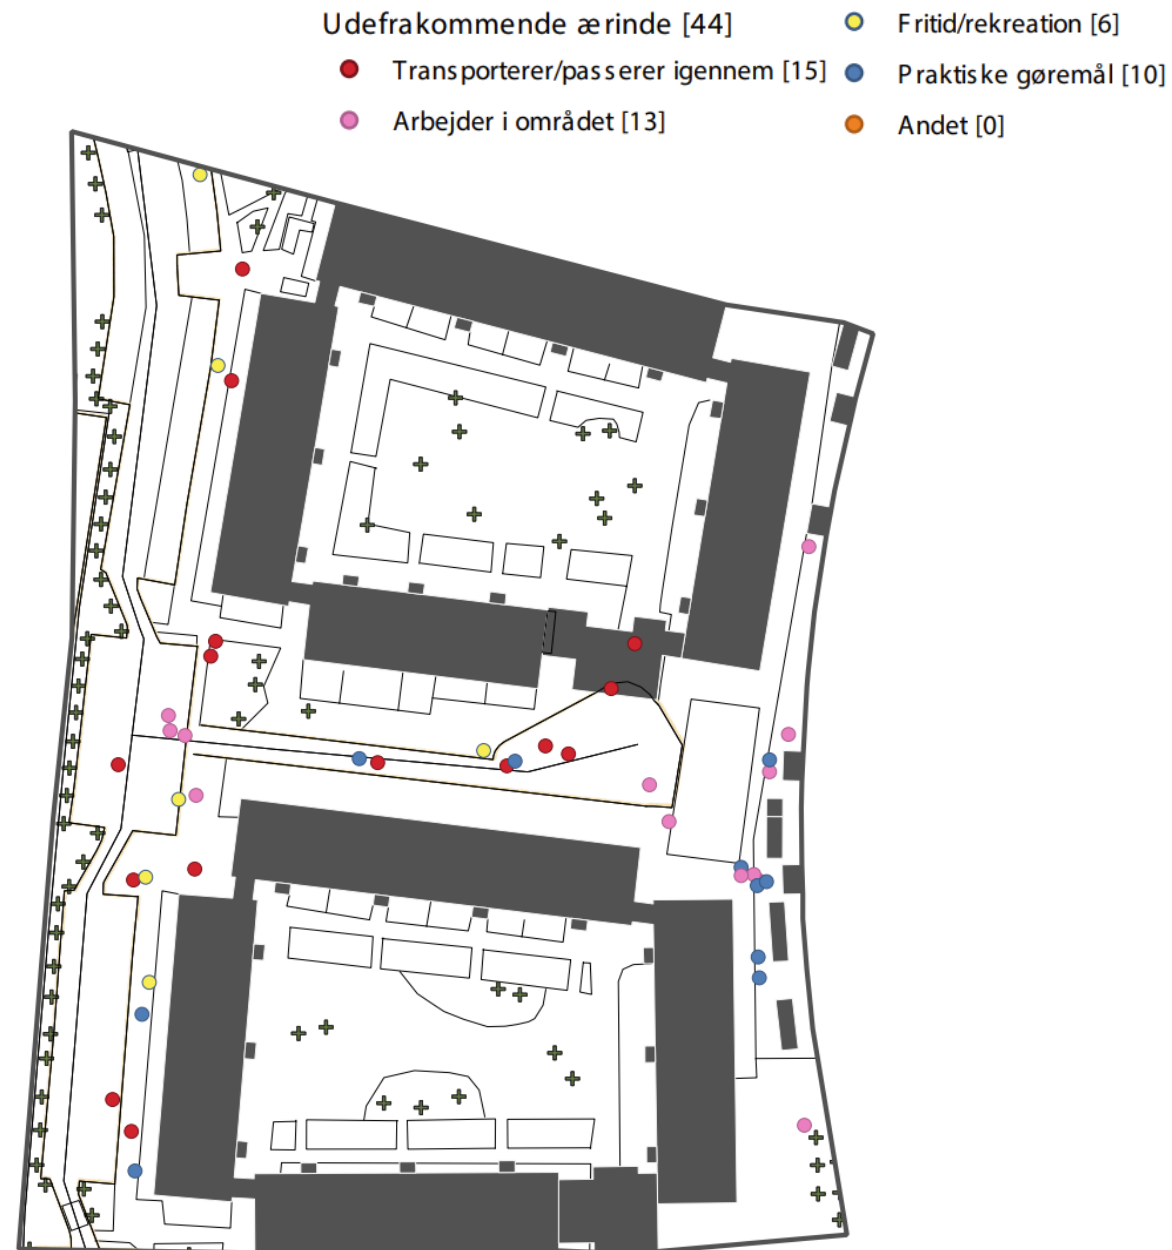 Udefrakommende ærinde [44]
Transporterer/passerer igennem [15]
Arbejder i området [13]
Fritid/rekreation [6]
Praktiske gøremål [10]
Andet [0]